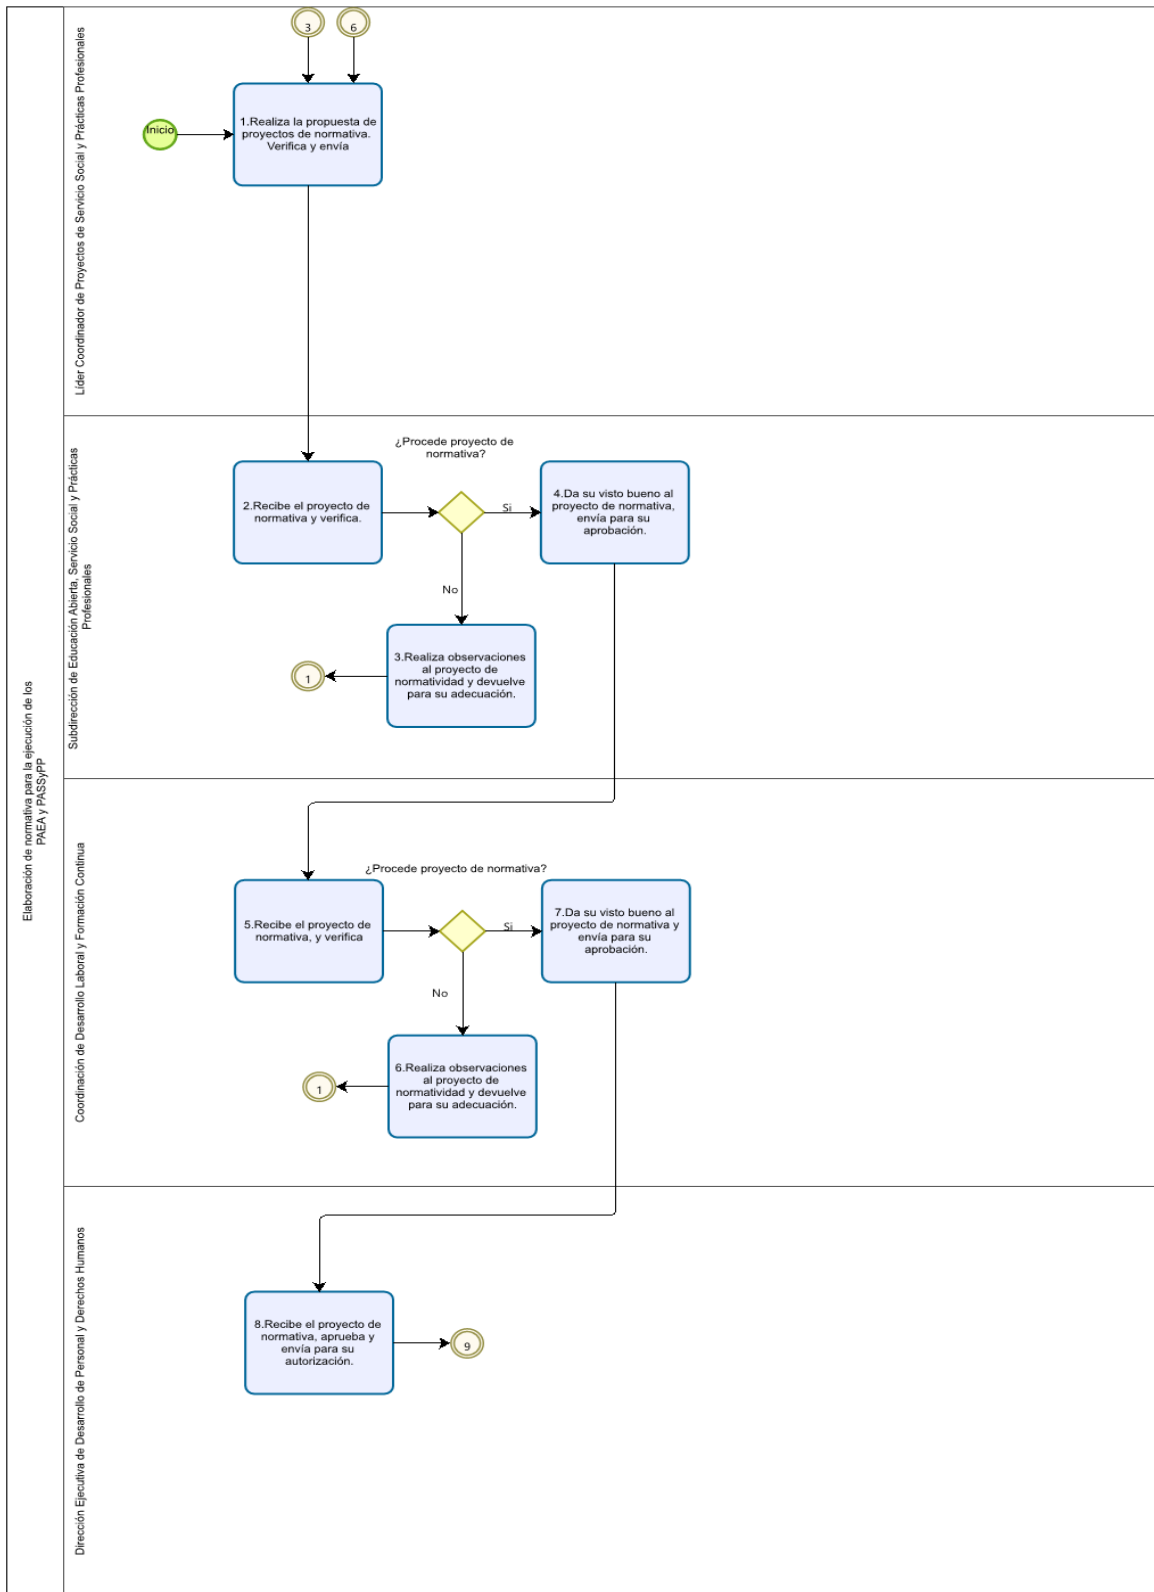 Elaboración de normativa para la ejecución de los
PAEA y PASSyPP
Líder Coordinador de Proyectos de Servicio Social y Prácticas Profesionales
3
6
Inicio
1.Realiza la propuesta de
proyectos de normativa.
Verifica y envía
Subdirección de Educación Abierta, Servicio Social y Prácticas
Profesionales
2.Recibe el proyecto de
normativa y verifica.
¿Procede proyecto de
normativa?
Si
4.Da su visto bueno al
proyecto de normativa,
envía para su
aprobación.
No
3.Realiza observaciones
al proyecto de
normatividad y devuelve
para su adecuación.
1
Coordinación de Desarrollo Laboral y Formación Continua
5.Recibe el proyecto de
normativa, y verifica
¿Procede proyecto de normativa?
Si
7.Da su visto bueno al
proyecto de normativa y
envía para su
aprobación.
No
6.Realiza observaciones
al proyecto de
normatividad y devuelve
para su adecuación.
1
Dirección Ejecutiva de Desarrollo de Personal y Derechos Humanos
8.Recibe el proyecto de
normativa, aprueba y
envía para su
autorización.
9